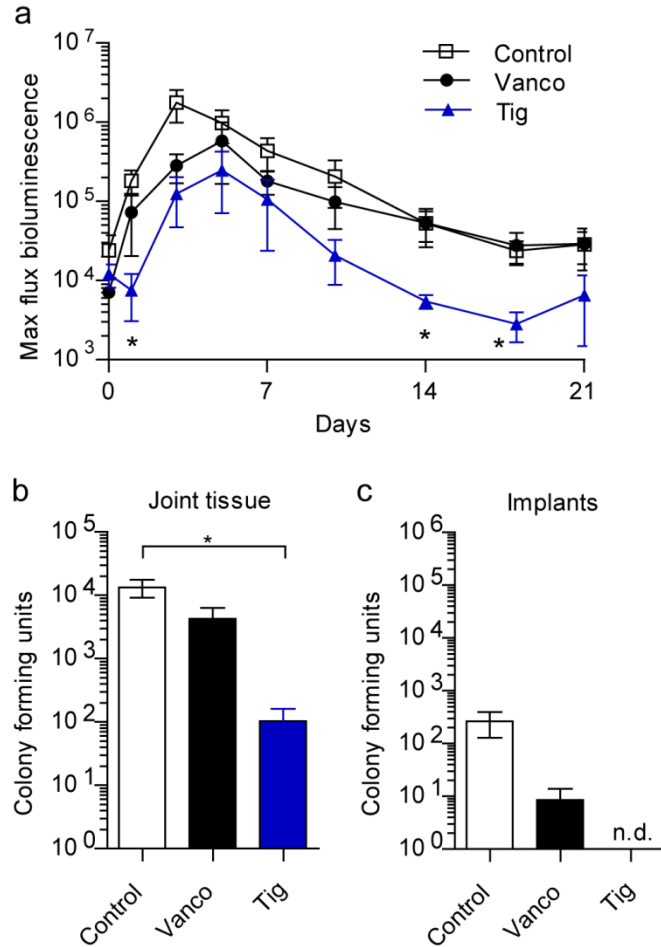 a
Max flux bioluminescence
10^7
10^6
10^5
10^4
10^3
Control
Vanco
Tig
*
*
*
0
7
14
21
Days
b
Joint tissue
Colony forming units
10^5
10^4
10^3
10^2
10^1
10^0
*
Control
Vanco
Tig
c
Implants
Colony forming units
10^6
10^5
10^4
10^3
10^2
10^1
10^0
n.d.
Control
Vanco
Tig